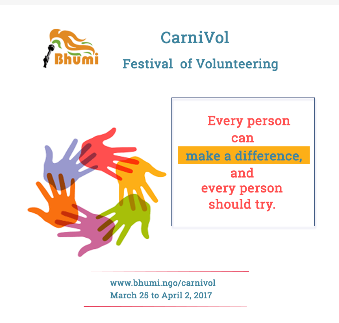 Bhumi
CarniVol
Festival of Volunteering
Every person
can
make a difference,
and
every person
should try.
www.bhumi.ngo/carnivol
March 25 to April 2, 2017